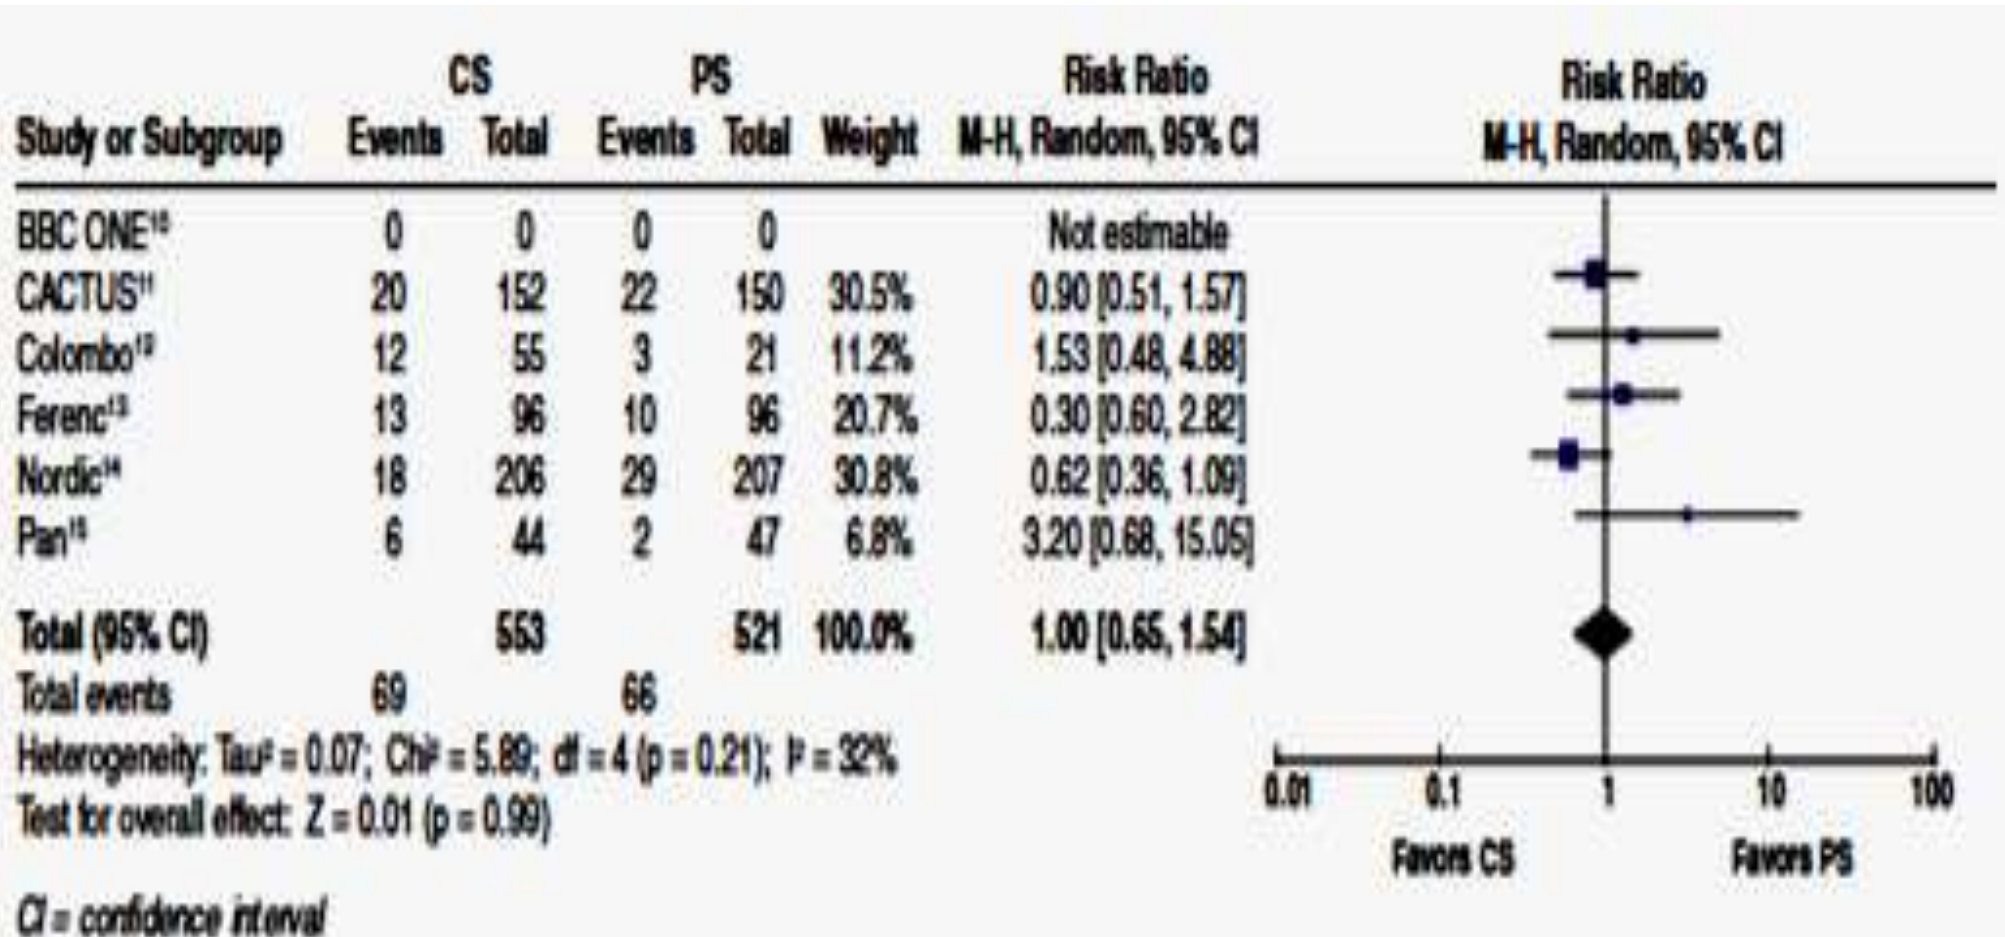 CS PS Risk Ratio Risk Ratio
Study or Subgroup Events Total Events Total Weight M-H, Random, 95% CI M-H, Random, 95% CI
BBC ONE¹⁰ 0 0 0 0 Not estimable
CACTUS¹¹ 20 152 22 150 30.5% 0.90 [0.51, 1.57]
Colombo¹² 12 55 3 21 11.2% 1.53 [0.48, 4.88]
Ferenc¹³ 13 96 10 96 20.7% 0.30 [0.60, 2.82]
Nordic¹⁴ 18 206 29 207 30.8% 0.62 [0.36, 1.09]
Pan¹⁵ 6 44 2 47 6.8% 3.20 [0.68, 15.05]
Total (95% CI) 553 521 100.0% 1.00 [0.65, 1.54]
Total events 69 66
Heterogeneity: Tau² = 0.07; Chi² = 5.89; df = 4 (p = 0.21); I² = 32%
Test for overall effect: Z = 0.01 (p = 0.99)
0.01 0.1 1 10 100
Favors CS Favors PS
CI = confidence interval